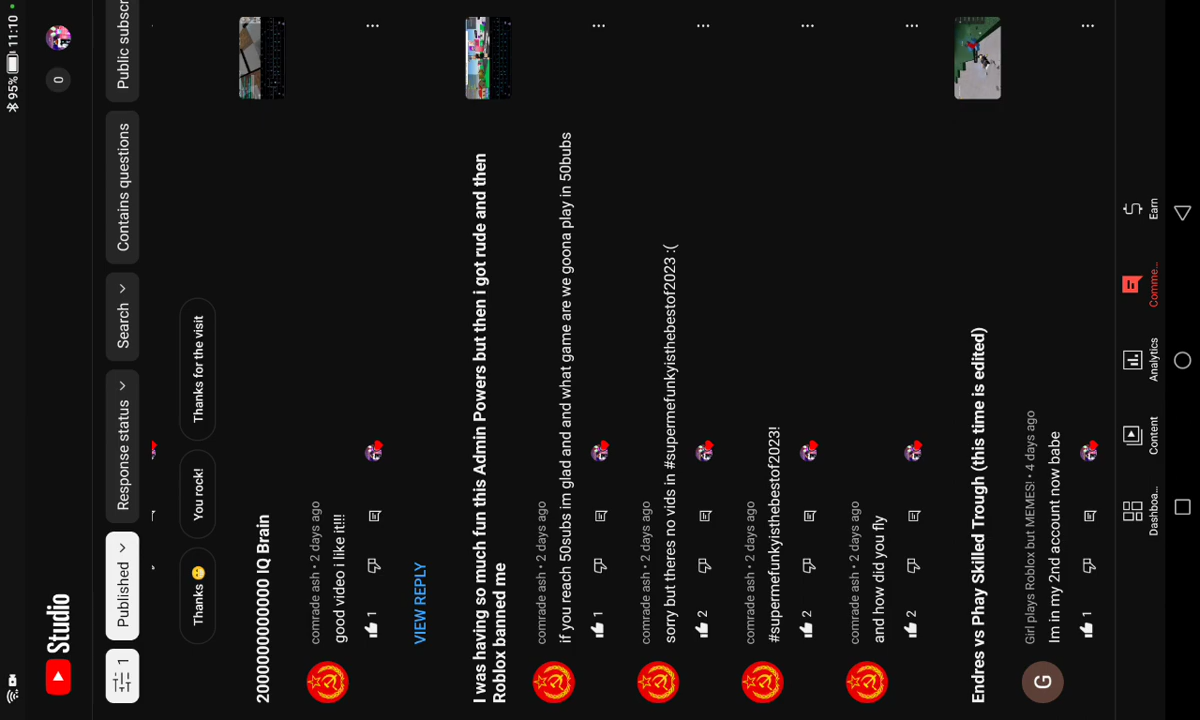 95% 11:10
Studio
0
1
Published
Response status
Search
Contains questions
Public subscr
Thanks 😁
You rock!
Thanks for the visit
20000000000000 IQ Brain
comrade ash • 2 days ago
good video i like it!!!
1
VIEW REPLY
I was having so much fun this Admin Powers but then i got rude and then
Roblox banned me
comrade ash • 2 days ago
if you reach 50subs im glad and and what game are we goona play in 50bubs
1
comrade ash • 2 days ago
sorry but theres no vids in #supermefunkyisthebestof2023 :(
2
comrade ash • 2 days ago
#supermefunkyisthebestof2023!
2
comrade ash • 2 days ago
and how did you fly
2
Endres vs Phay Skilled Trough (this time is edited)
G
Girl plays Roblox but MEMES! • 4 days ago
Im in my 2nd account now babe
1
Dashboa...
Content
Analytics
Comme...
Earn